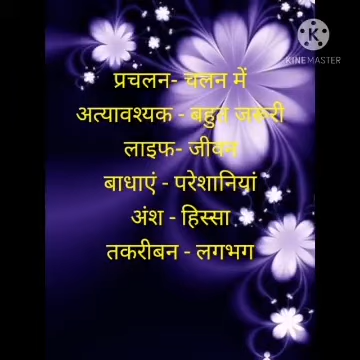 KINEMASTER
प्रचलन- चलन में
अत्यावश्यक - बहुत जरूरी
लाइफ- जीवन
बाधाएं - परेशानियां
अंश - हिस्सा
तकरीबन - लगभग